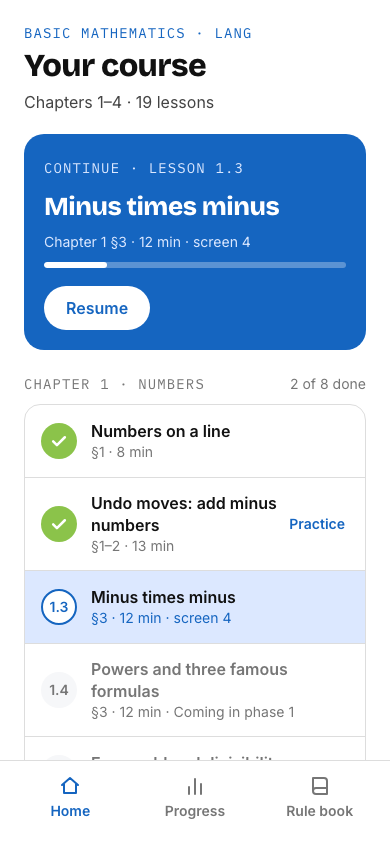 BASIC MATHEMATICS · LANG
Your course
Chapters 1–4 · 19 lessons
CONTINUE · LESSON 1.3
Minus times minus
Chapter 1 §3 · 12 min · screen 4
Resume
CHAPTER 1 · NUMBERS
2 of 8 done
Numbers on a line
§1 · 8 min
Undo moves: add minus
numbers
§1–2 · 13 min
Practice
1.3
Minus times minus
§3 · 12 min · screen 4
1.4
Powers and three famous
formulas
§3 · 12 min · Coming in phase 1
Home
Progress
Rule book